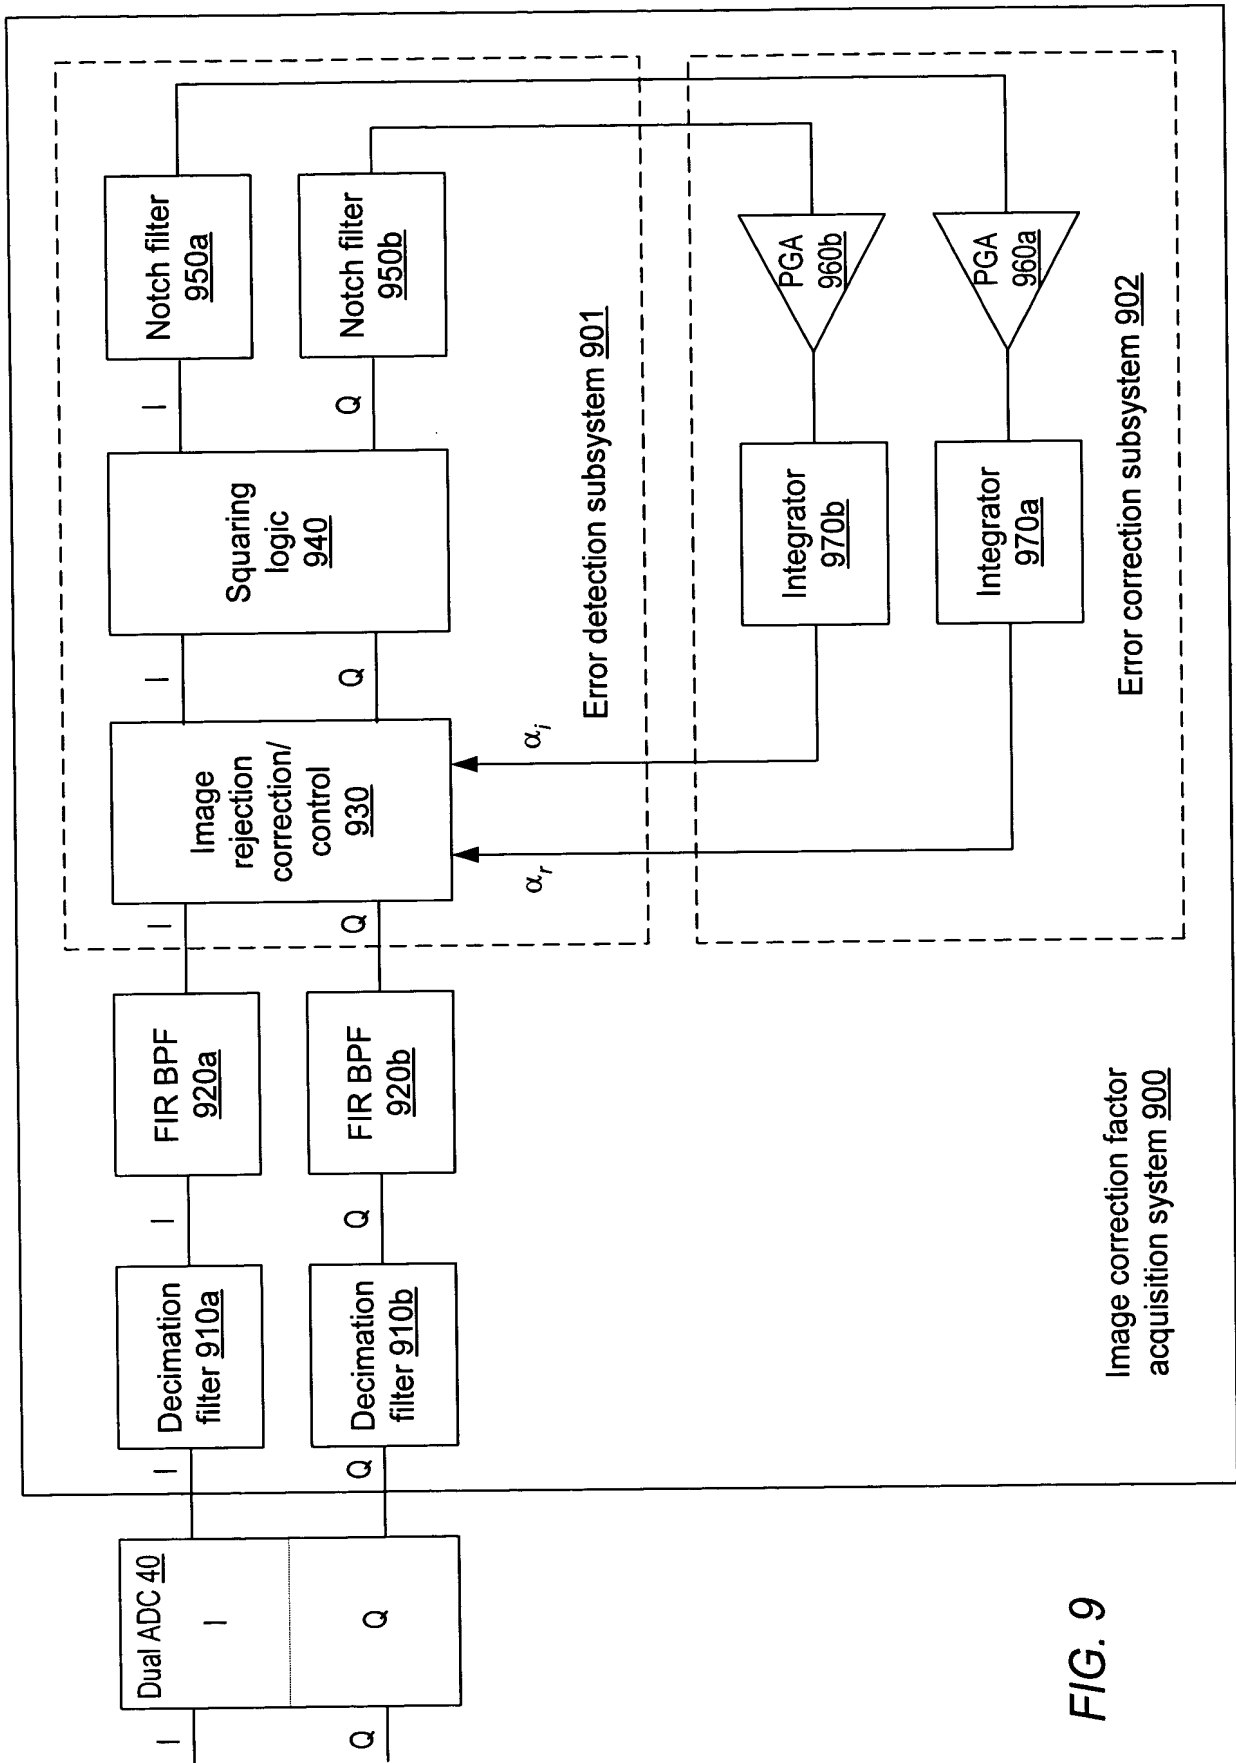 I
Q
Dual ADC 40
I
Q
I
Q
Decimation
filter 910a
Decimation
filter 910b
I
Q
FIR BPF
920a
FIR BPF
920b
I
Q
Image
rejection
correction/
control
930
I
Q
Squaring
logic
940
I
Q
Notch filter
950a
Notch filter
950b
Error detection subsystem 901
αr
αi
Integrator
970b
PGA
960b
Integrator
970a
PGA
960a
Error correction subsystem 902
Image correction factor
acquisition system 900
FIG. 9